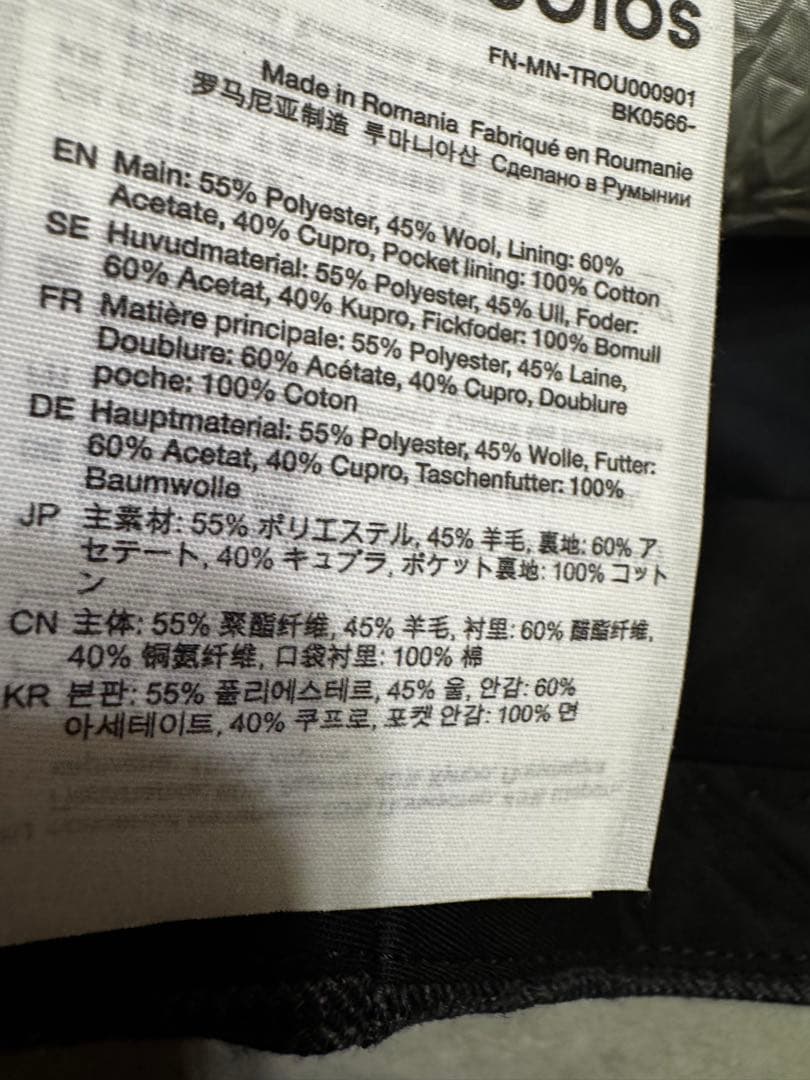 FN-MN-TROU000901
BK0566-
Made in Romania Fabriqué en Roumanie
罗马尼亚制造 루마니아산 Сделано в Румынии
EN Main: 55% Polyester, 45% Wool, Lining: 60%
Acetate, 40% Cupro, Pocket lining: 100% Cotton
SE Huvudmaterial: 55% Polyester, 45% Ull, Foder:
60% Acetat, 40% Kupro, Fickfoder: 100% Bomull
FR Matière principale: 55% Polyester, 45% Laine,
Doublure: 60% Acétate, 40% Cupro, Doublure
poche: 100% Coton
DE Hauptmaterial: 55% Polyester, 45% Wolle, Futter:
60% Acetat, 40% Cupro, Taschenfutter: 100%
Baumwolle
JP 主素材: 55% ポリエステル, 45% 羊毛, 裏地: 60% ア
セテート, 40% キュプラ, ポケット裏地: 100% コット
ン
CN 主体: 55% 聚酯纤维, 45% 羊毛, 衬里: 60% 醋酯纤维,
40% 铜氨纤维, 口袋衬里: 100% 棉
KR 본판: 55% 폴리에스테르, 45% 울, 안감: 60%
아세테이트, 40% 쿠프로, 포켓 안감: 100% 면